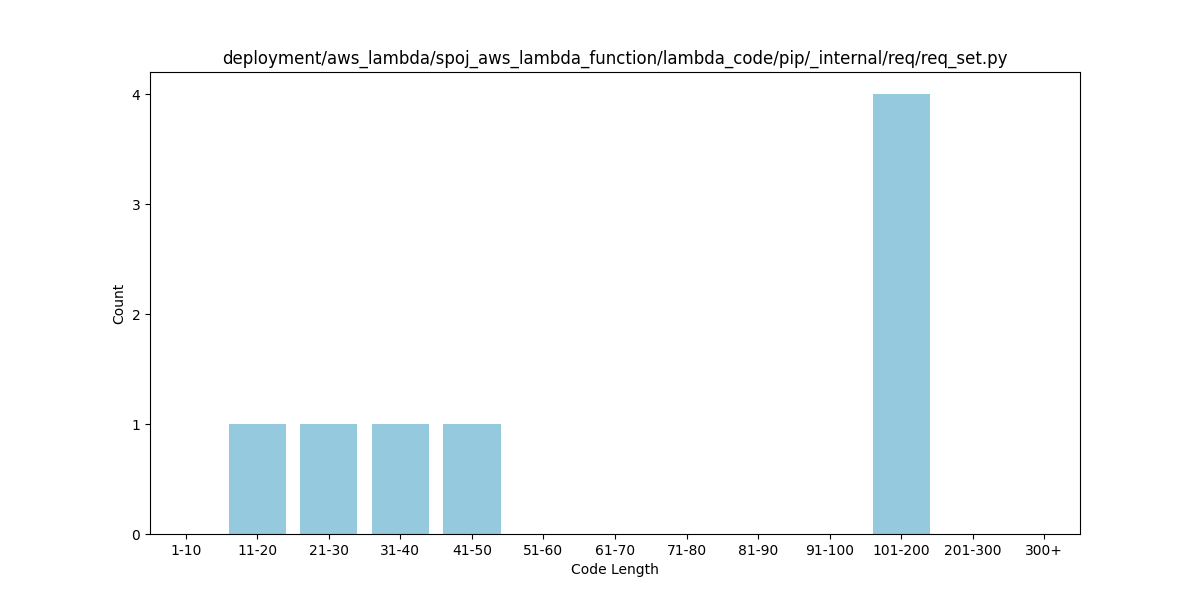 deployment/aws_lambda/spoj_aws_lambda_function/lambda_code/pip/_internal/req/req_set.py
4
3
2
1
0
Count
1-10 11-20 21-30 31-40 41-50 51-60 61-70 71-80 81-90 91-100 101-200 201-300 300+
Code Length